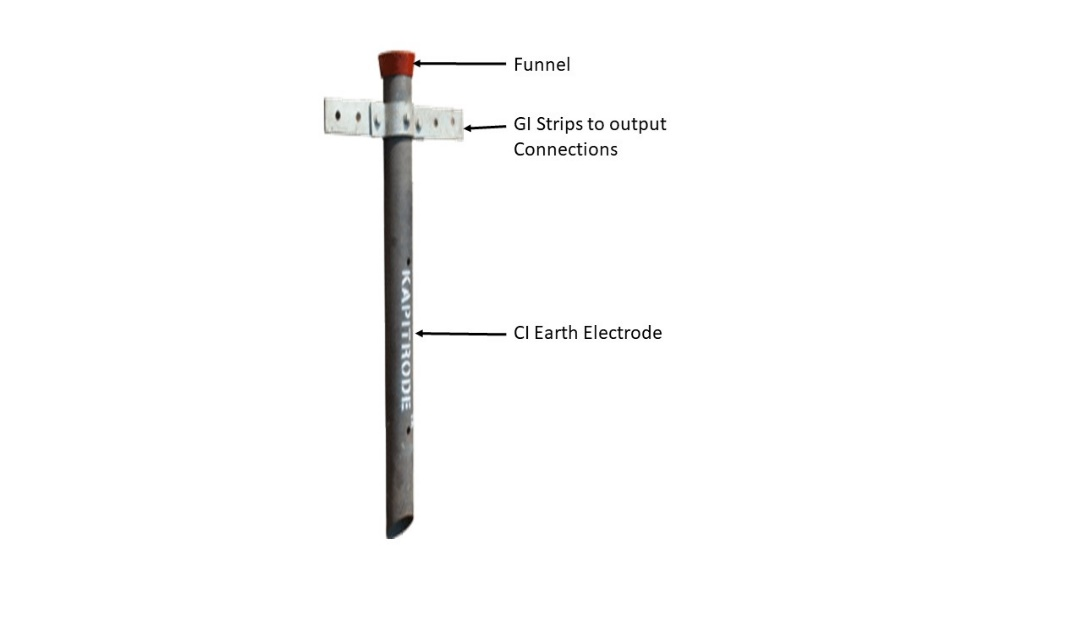 Funnel
GI Strips to output
Connections
CI Earth Electrode
KAPITRODE